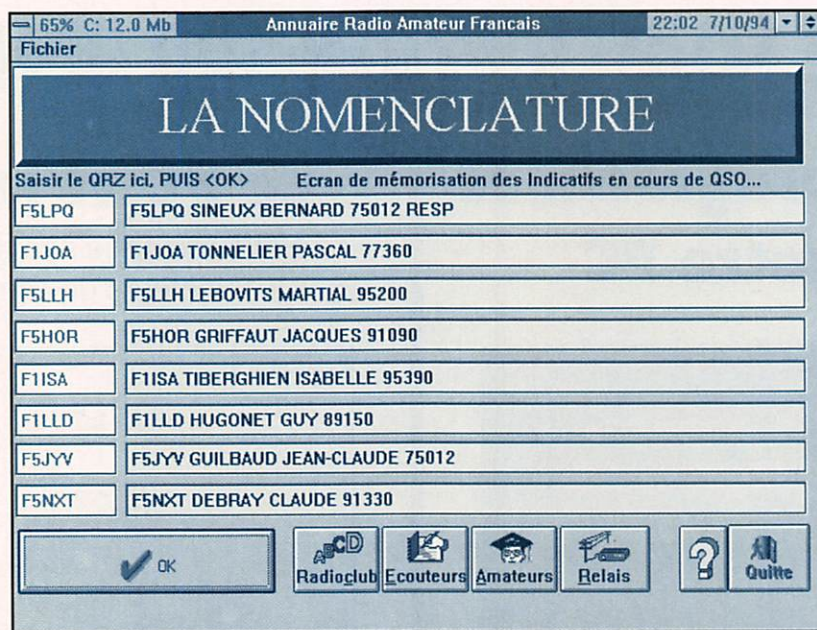 65% C: 12.0 Mb Annuaire Radio Amateur Francais 22:02 7/10/94
Fichier
LA NOMENCLATURE
Saisir le QRZ ici, PUIS <OK> Ecran de mémorisation des Indicatifs en cours de QSO...
F5LPQ F5LPQ SINEUX BERNARD 75012 RESP
F1JOA F1JOA TONNELIER PASCAL 77360
F5LLH F5LLH LEBOVITS MARTIAL 95200
F5HOR F5HOR GRIFFAUT JACQUES 91090
F1ISA F1ISA TIBERGHIEN ISABELLE 95390
F1LLD F1LLD HUGONET GUY 89150
F5JYV F5JYV GUILBAUD JEAN-CLAUDE 75012
F5NXT F5NXT DEBRAY CLAUDE 91330
OK
ABCD
Radioclub Ecouteurs Amateurs Relais ? Quitte